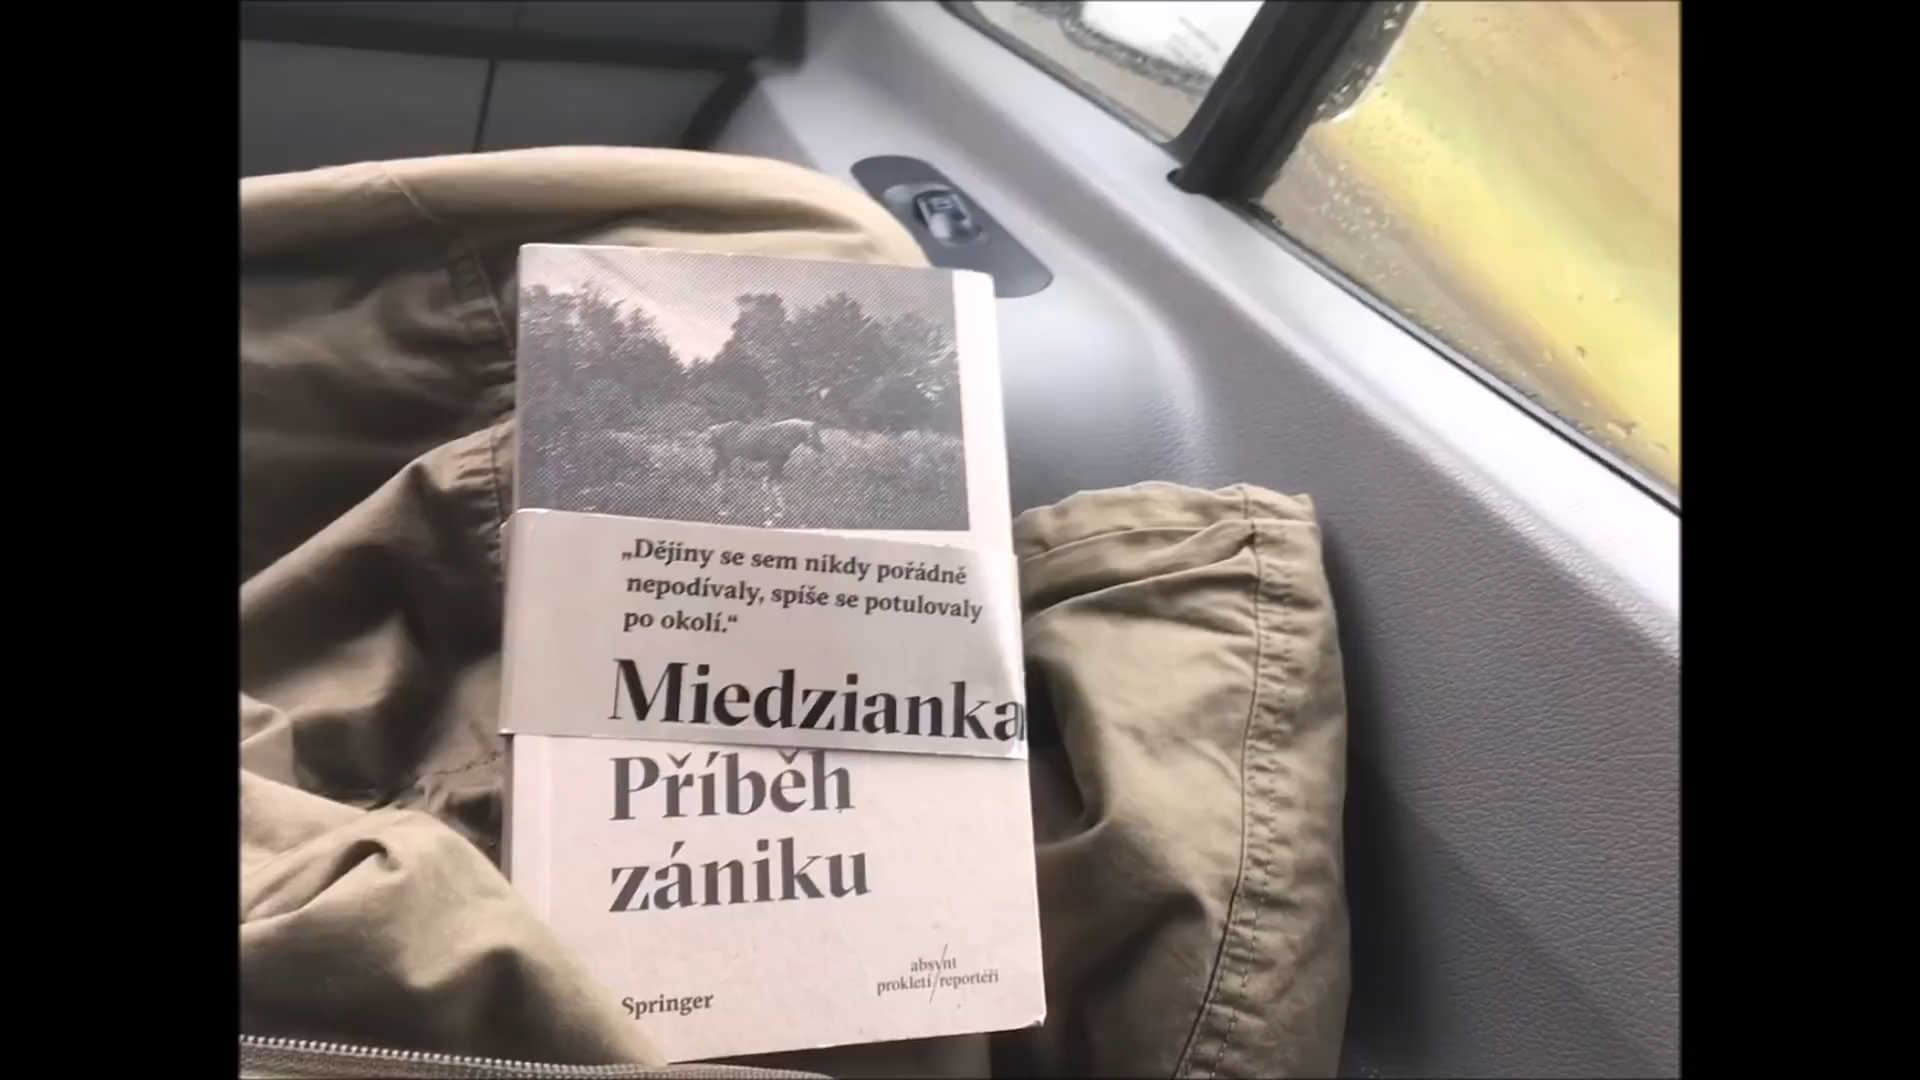 „Dějiny se sem nikdy pořádně
nepodívaly, spíše se potulovaly
po okolí.“
Miedzianka
Příběh
zániku
Springer
absynt
prokletí/reportéři